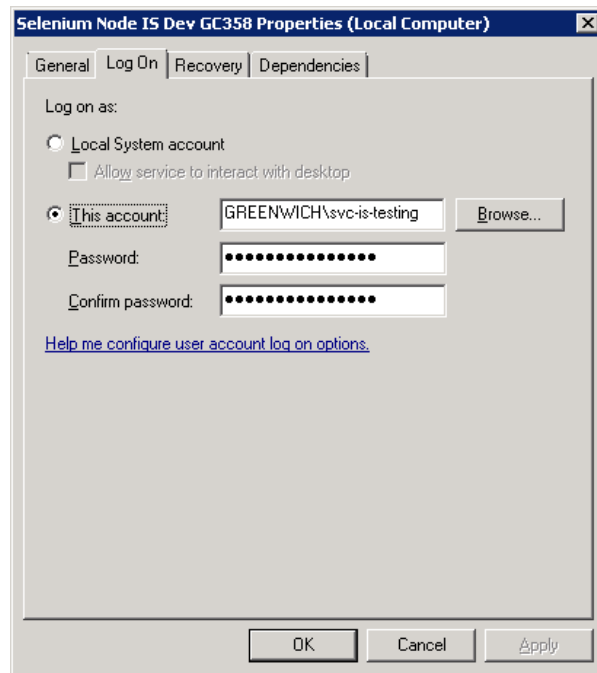 Selenium Node IS Dev GC358 Properties (Local Computer)
General Log On Recovery Dependencies
Log on as:
Local System account
Allow service to interact with desktop
This account: GREENWICH\svc-is-testing Browse...
Password: ●●●●●●●●●●●●●●●
Confirm password: ●●●●●●●●●●●●●●●
Help me configure user account log on options.
OK Cancel Apply